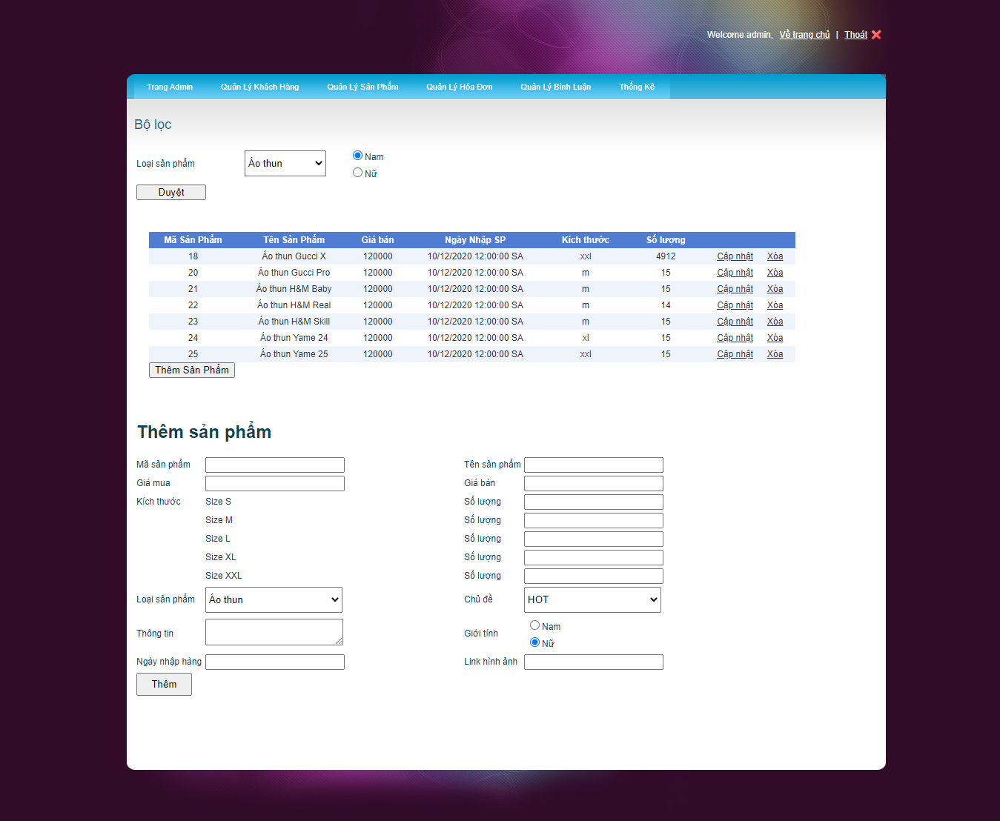 Welcome admin, Về trang chủ | Thoát
Trang Admin Quản Lý Khách Hàng Quản Lý Sản Phẩm Quản Lý Hóa Đơn Quản Lý Bình Luận Thống Kê
Bộ lọc
Loại sản phẩm Áo thun Nam
Nữ
Duyệt
Mã Sản Phẩm Tên Sản Phẩm Giá bán Ngày Nhập SP Kích thước Số lượng
18 Áo thun Gucci X 120000 10/12/2020 12:00:00 SA xxl 4912 Cập nhật Xóa
20 Áo thun Gucci Pro 120000 10/12/2020 12:00:00 SA m 15 Cập nhật Xóa
21 Áo thun H&M Baby 120000 10/12/2020 12:00:00 SA m 15 Cập nhật Xóa
22 Áo thun H&M Real 120000 10/12/2020 12:00:00 SA m 14 Cập nhật Xóa
23 Áo thun H&M Skill 120000 10/12/2020 12:00:00 SA m 15 Cập nhật Xóa
24 Áo thun Yame 24 120000 10/12/2020 12:00:00 SA xl 15 Cập nhật Xóa
25 Áo thun Yame 25 120000 10/12/2020 12:00:00 SA xxl 15 Cập nhật Xóa
Thêm Sản Phẩm
Thêm sản phẩm
Mã sản phẩm Tên sản phẩm
Giá mua Giá bán
Kích thước Size S Số lượng
Size M Số lượng
Size L Số lượng
Size XL Số lượng
Size XXL Số lượng
Loại sản phẩm Áo thun Chủ đề HOT
Thông tin Giới tính Nam
Nữ
Ngày nhập hàng Link hình ảnh
Thêm